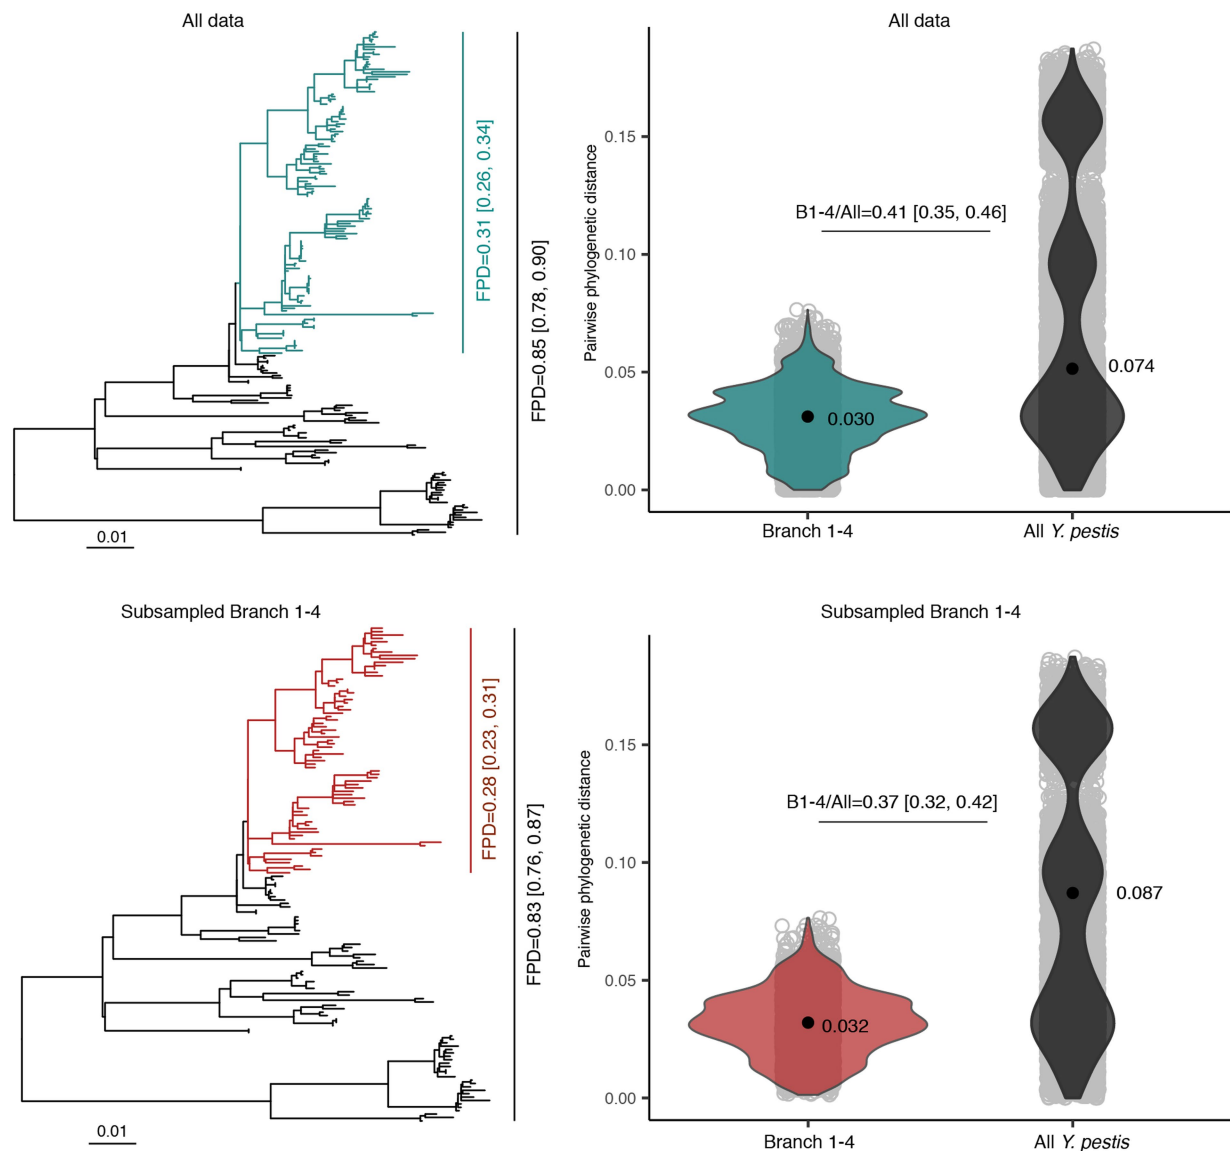 All data
FPD=0.31 [0.26, 0.34]
FPD=0.85 [0.78, 0.90]
0.01
All data
Pairwise phylogenetic distance
0.15
0.10
0.05
0.00
B1-4/All=0.41 [0.35, 0.46]
0.030
0.074
Branch 1-4
All Y. pestis
Subsampled Branch 1-4
FPD=0.28 [0.23, 0.31]
FPD=0.83 [0.76, 0.87]
0.01
Subsampled Branch 1-4
Pairwise phylogenetic distance
0.15
0.10
0.05
0.00
B1-4/All=0.37 [0.32, 0.42]
0.032
0.087
Branch 1-4
All Y. pestis